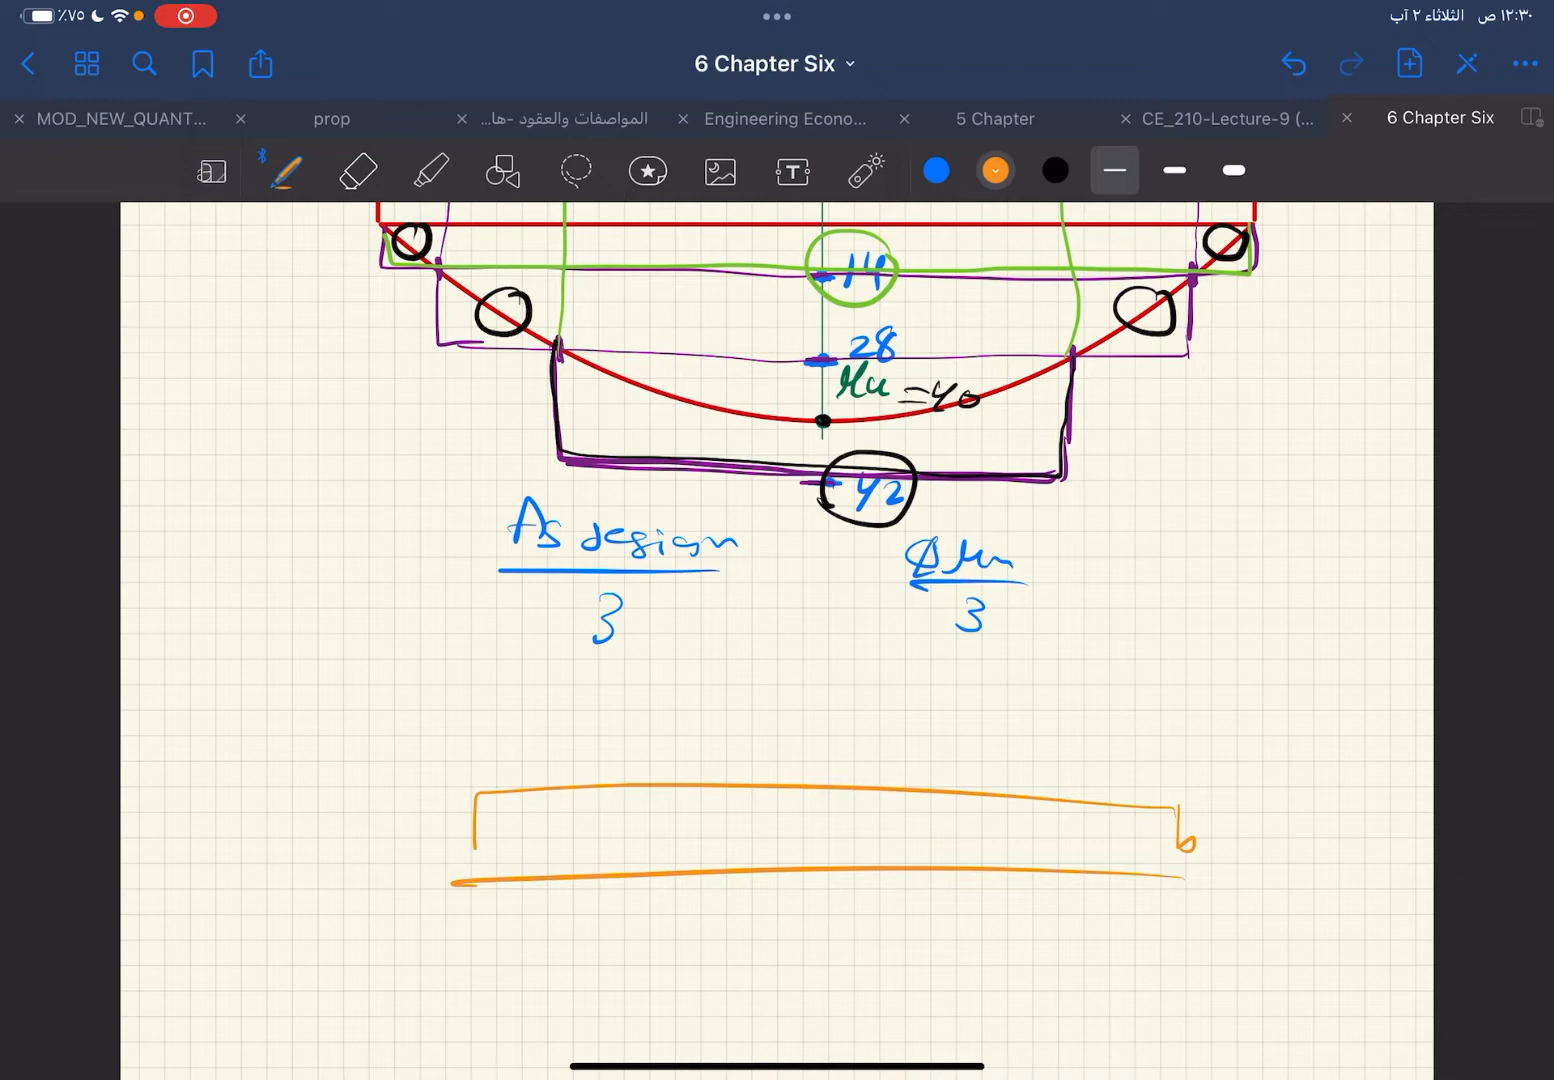 ٪٧٥
١٢:٣٠ ص الثلاثاء ٢ آب
6 Chapter Six
MOD_NEW_QUANT...
prop
المواصفات والعقود -ها...
Engineering Econo...
5 Chapter
CE_210-Lecture-9 (...
6 Chapter Six
T
14
28
Mu =40
42
As design
3
ϕMn
3